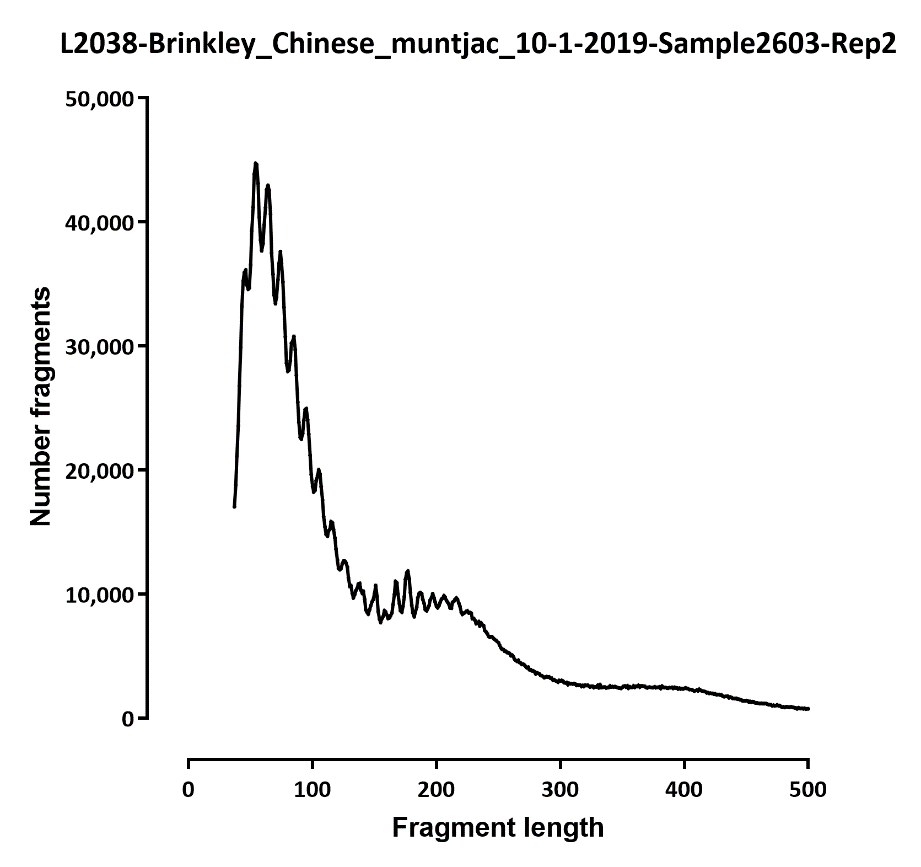 L2038-Brinkley_Chinese_muntjac_10-1-2019-Sample2603-Rep2
50,000
40,000
30,000
20,000
10,000
0
Number fragments
0 100 200 300 400 500
Fragment length